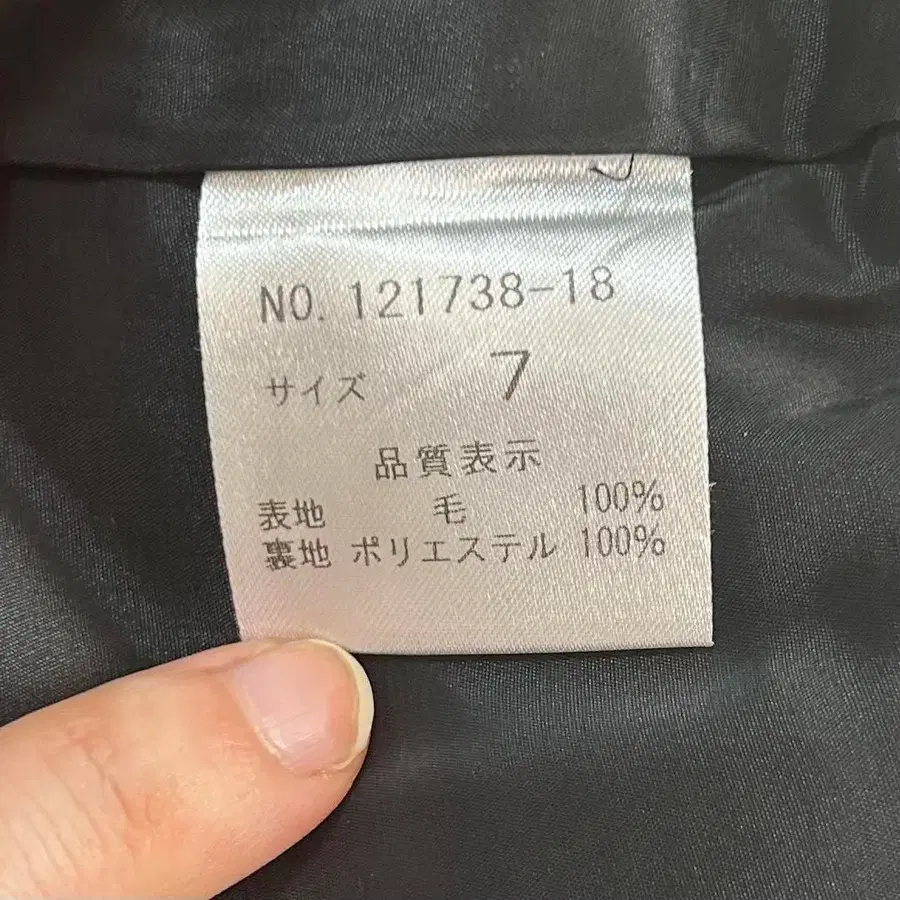 NO. 121738-18
サイズ 7
品質表示
表地 毛 100%
裏地 ポリエステル 100%